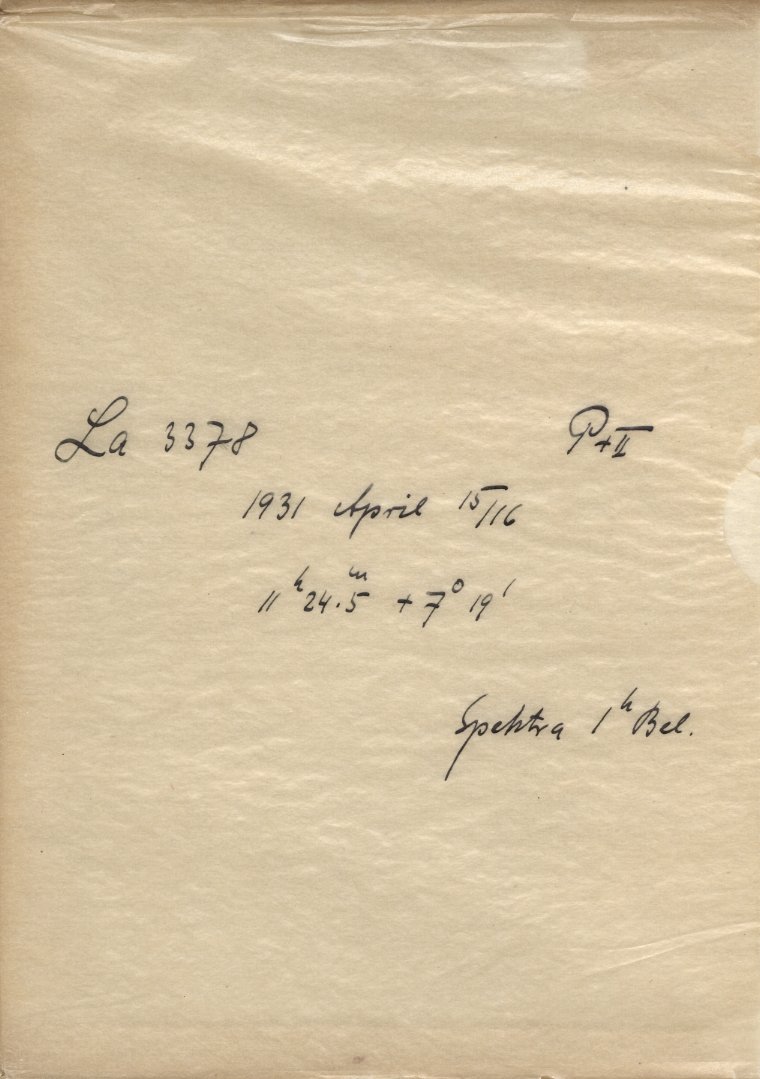 La 3378 P+II
1931 April 15/16
11ʰ 24.5ᵐ +7° 19'
Spektra 1ʰ Bel.